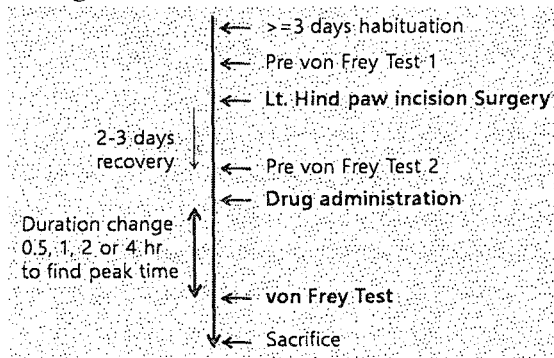 >=3 days habituation
Pre von Frey Test 1
Lt. Hind paw incision Surgery
2-3 days
recovery
Pre von Frey Test 2
Drug administration
Duration change
0.5, 1, 2 or 4 hr
to find peak time
von Frey Test
Sacrifice